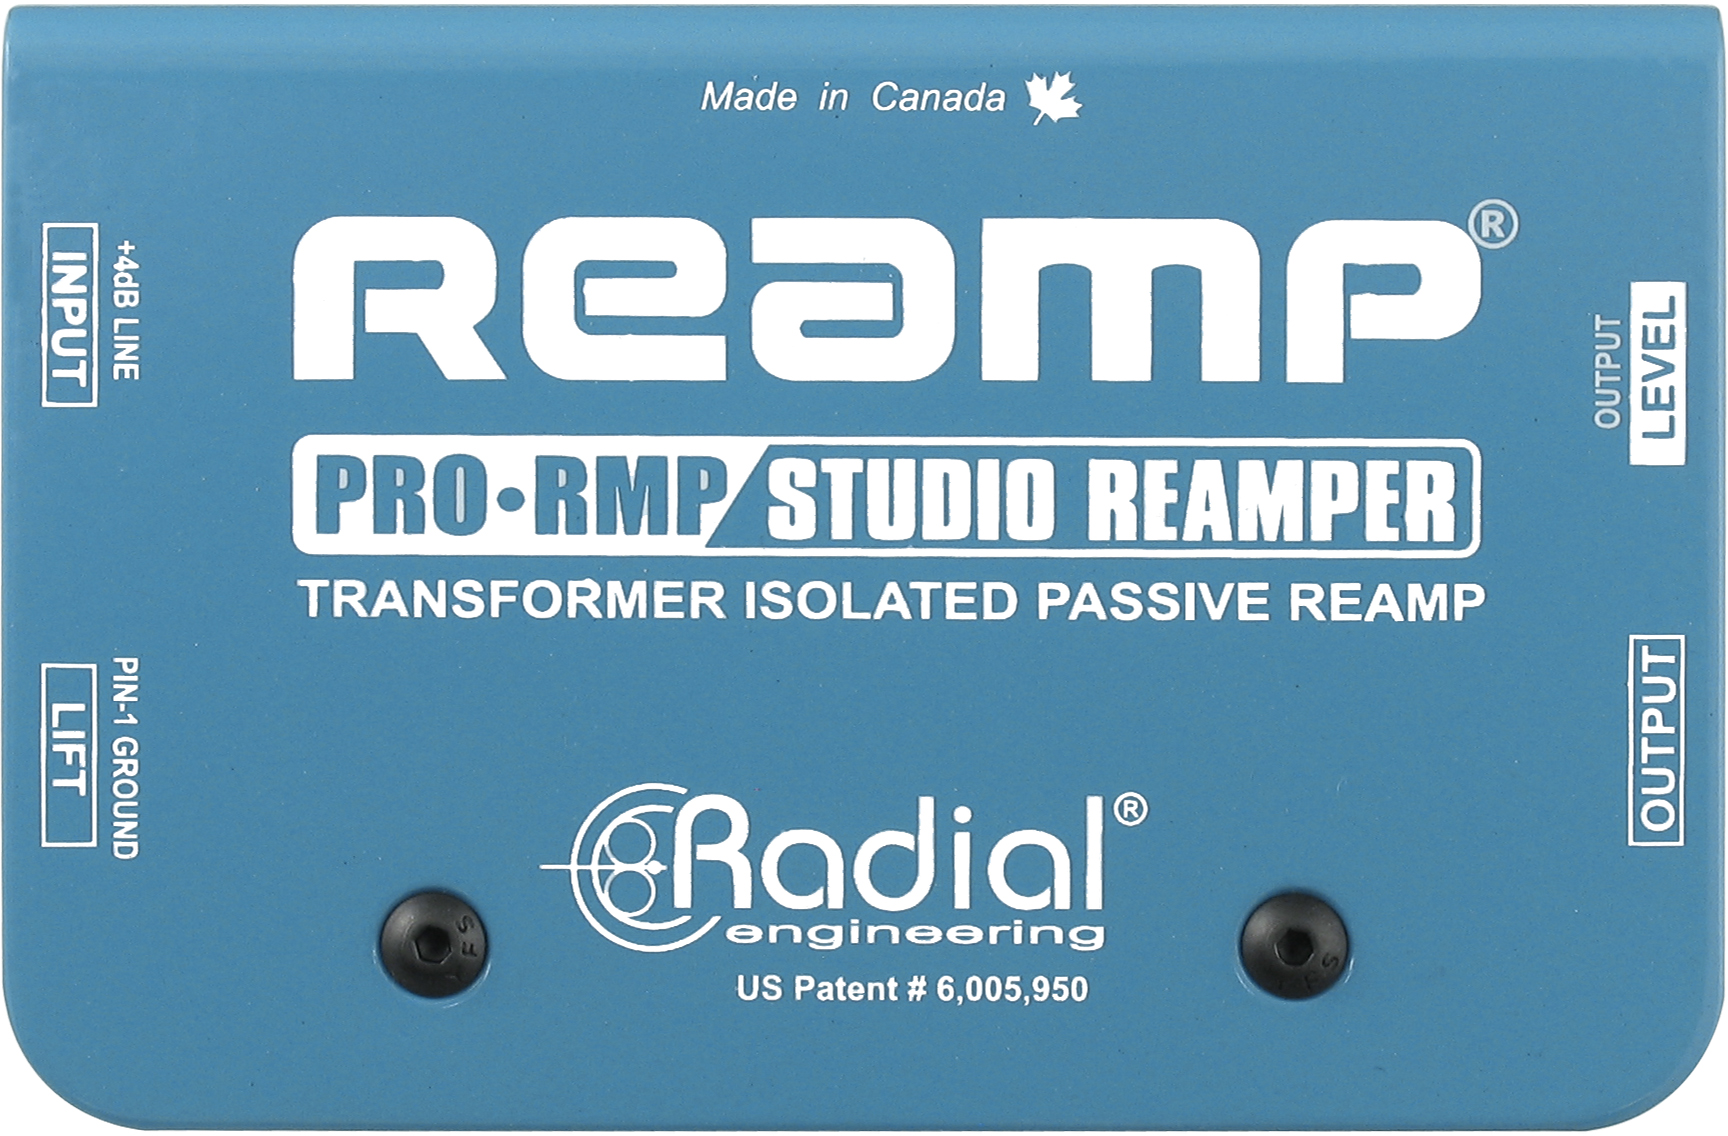 Made in Canada
REAMP®
PRO•RMP/STUDIO REAMPER
TRANSFORMER ISOLATED PASSIVE REAMP
+4dB LINE
INPUT
PIN-1 GROUND
LIFT
OUTPUT
LEVEL
OUTPUT
Radial®
engineering
US Patent # 6,005,950